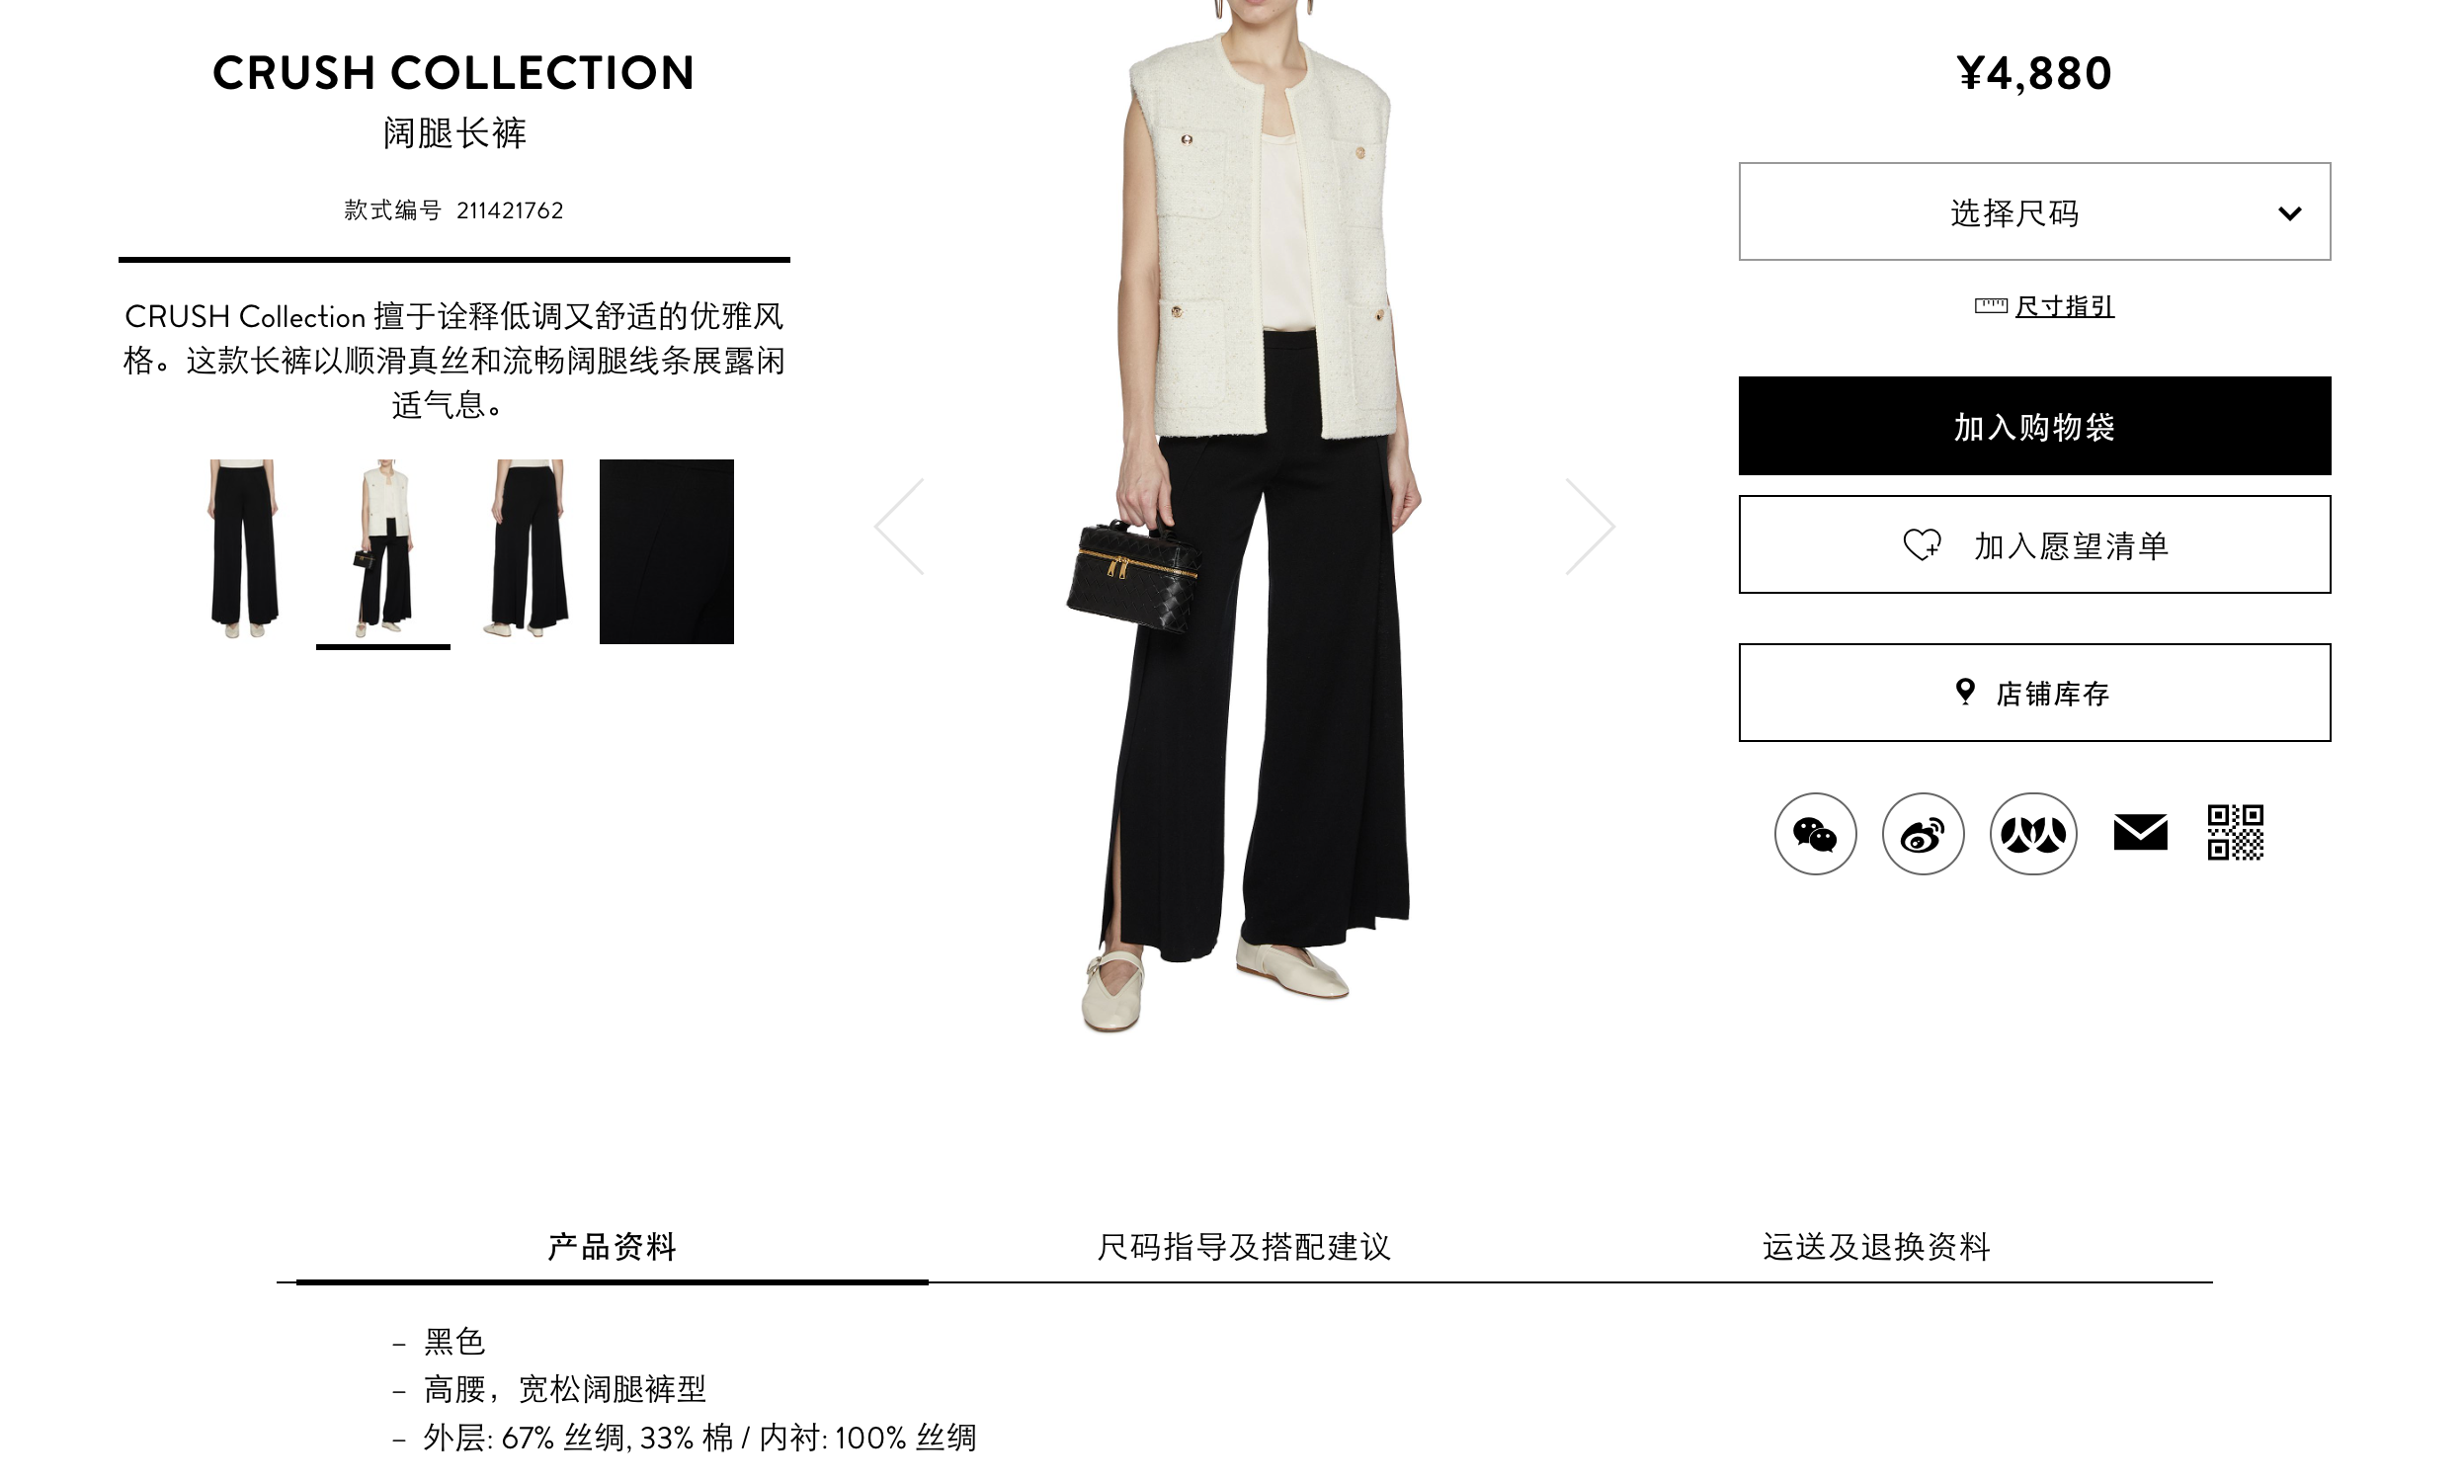 CRUSH COLLECTION
阔腿长裤
款式编号 211421762
CRUSH Collection 擅于诠释低调又舒适的优雅风
格。这款长裤以顺滑真丝和流畅阔腿线条展露闲
适气息。
¥4,880
选择尺码
尺寸指引
加入购物袋
加入愿望清单
店铺库存
产品资料
尺码指导及搭配建议
运送及退换资料
– 黑色
– 高腰，宽松阔腿裤型
– 外层: 67% 丝绸, 33% 棉 / 内衬: 100% 丝绸